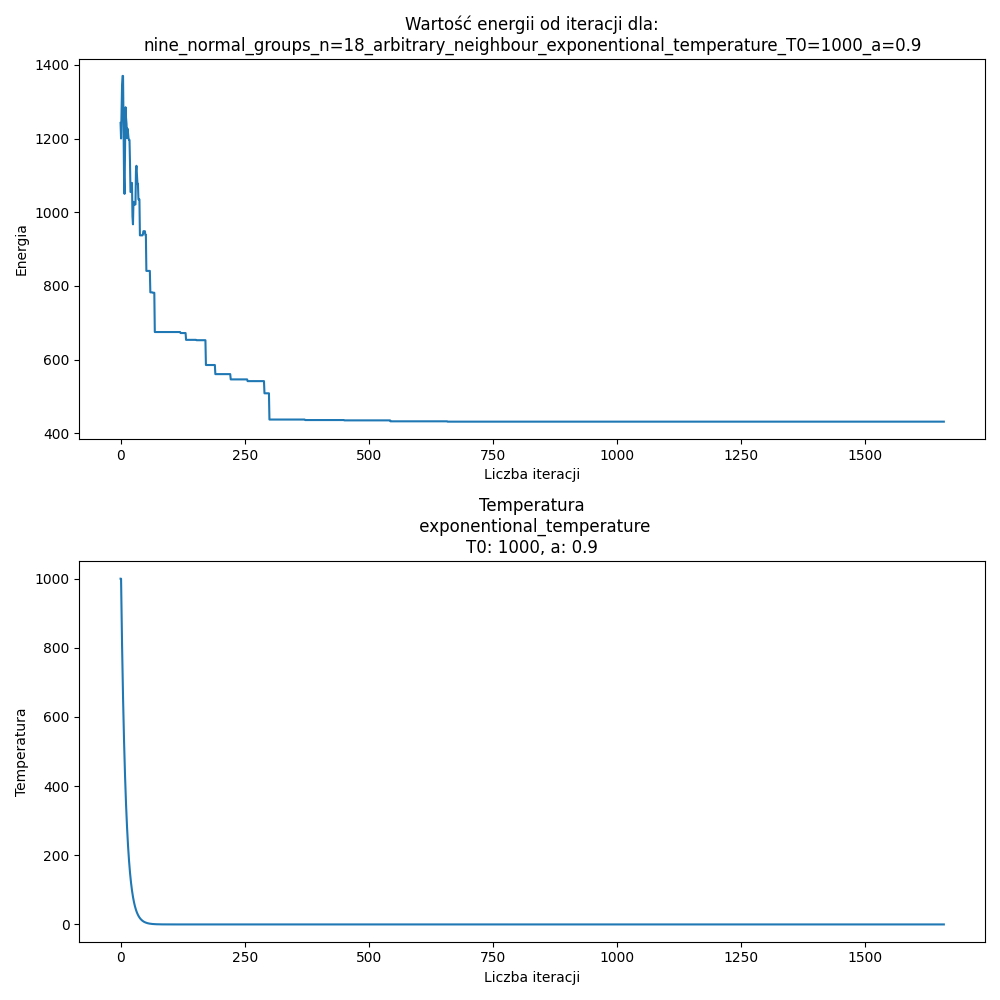 Wartość energii od iteracji dla:
nine_normal_groups_n=18_arbitrary_neighbour_exponentional_temperature_T0=1000_a=0.9
1400
1200
1000
800
600
400
Energia
0 250 500 750 1000 1250 1500
Liczba iteracji
Temperatura
exponentional_temperature
T0: 1000, a: 0.9
1000
800
600
400
200
0
Temperatura
0 250 500 750 1000 1250 1500
Liczba iteracji